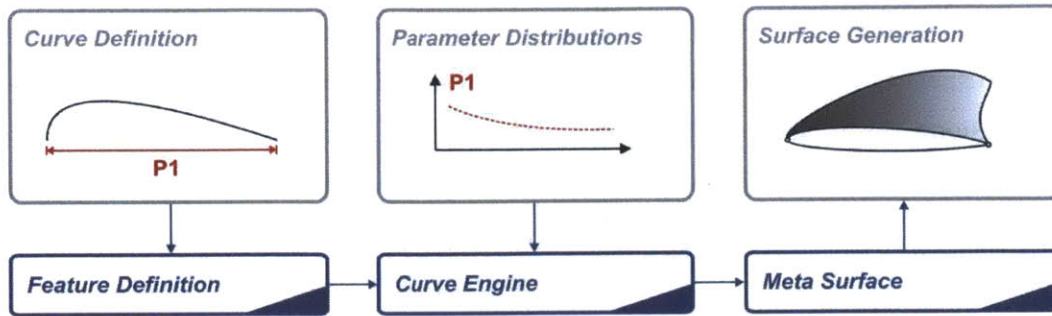 Curve Definition
P1
Parameter Distributions
P1
Surface Generation
Feature Definition
Curve Engine
Meta Surface